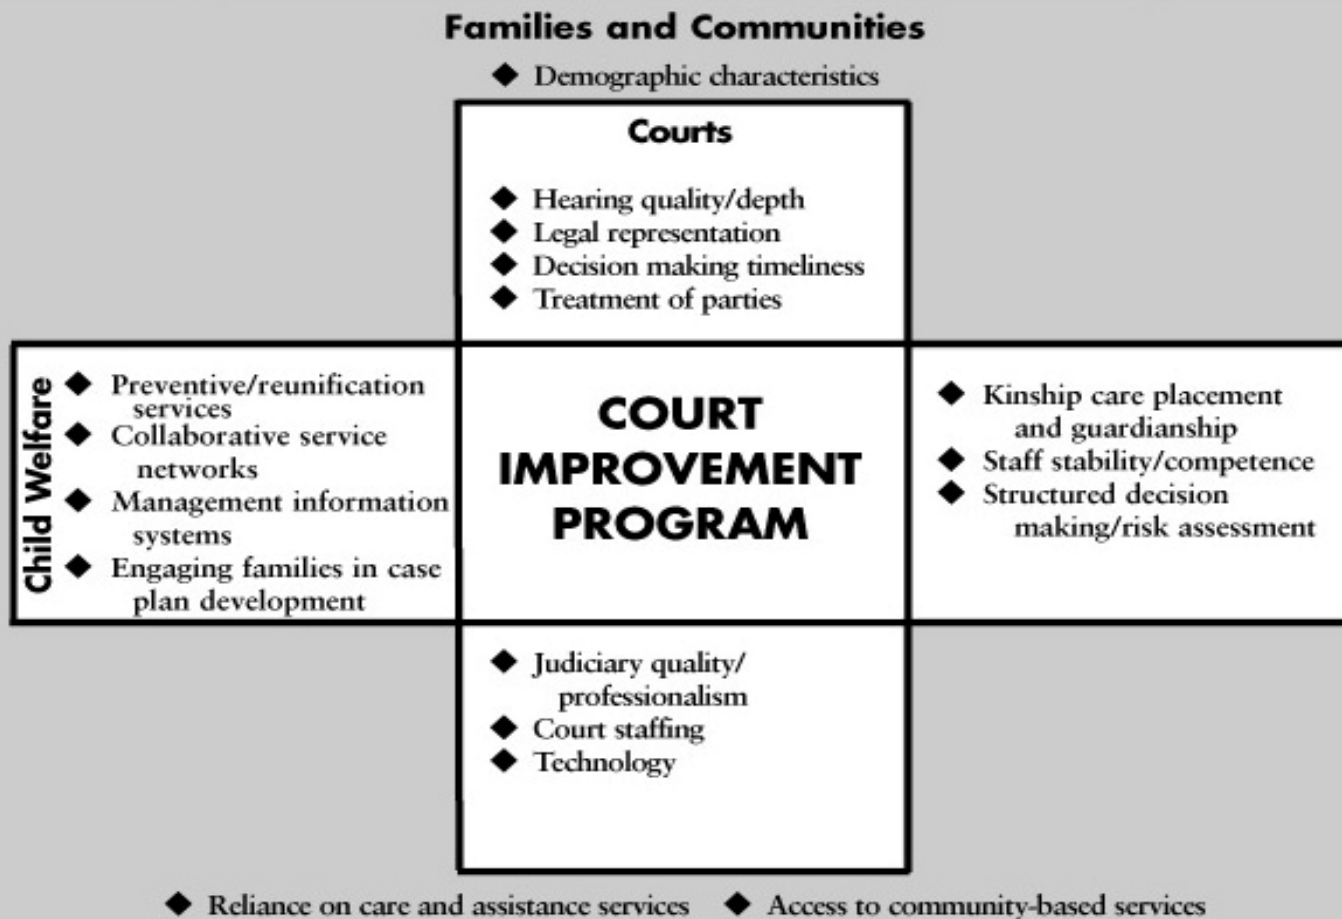 Families and Communities
◆ Demographic characteristics
Courts
◆ Hearing quality/depth
◆ Legal representation
◆ Decision making timeliness
◆ Treatment of parties
Child Welfare
◆ Preventive/reunification
services
◆ Collaborative service
networks
◆ Management information
systems
◆ Engaging families in case
plan development
COURT
IMPROVEMENT
PROGRAM
◆ Kinship care placement
and guardianship
◆ Staff stability/competence
◆ Structured decision
making/risk assessment
◆ Judiciary quality/
professionalism
◆ Court staffing
◆ Technology
◆ Reliance on care and assistance services ◆ Access to community-based services